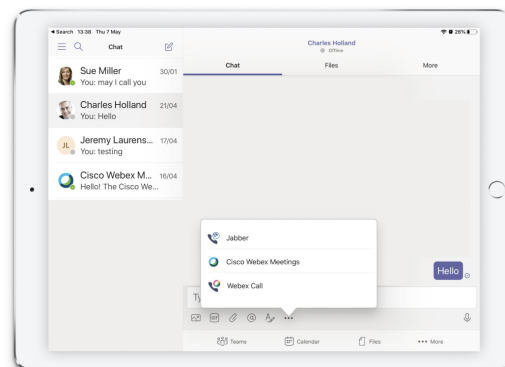 Search 13:38 Thu 7 May
28%
Chat
Charles Holland
Offline
Chat Files More
Sue Miller 30/01
You: may I call you
Charles Holland 21/04
You: Hello
JL
Jeremy Laurens... 17/04
You: testing
Cisco Webex M... 16/04
Hello! The Cisco We...
Jabber
Cisco Webex Meetings
Webex Call
Hello
Ty
GIF
Teams Calendar Files More